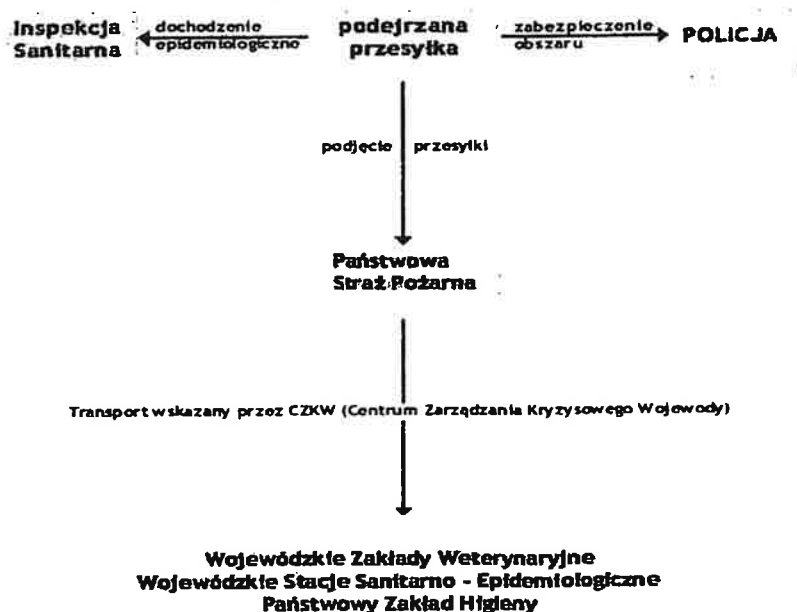 Inspekcja
Sanitarna
dochodzenie
epidemiologiczno
podejrzana
przesyłka
zabezpieczenie
obszaru
POLICJA
podjęcie przesyłki
Państwowa
Straż Pożarna
Transport wskazany przez CZKW (Centrum Zarządzania Kryzysowego Wojewody)
Wojewódzkie Zakłady Weterynaryjne
Wojewódzkie Stacje Sanitarno - Epidemiologiczne
Państwowy Zakład Higieny